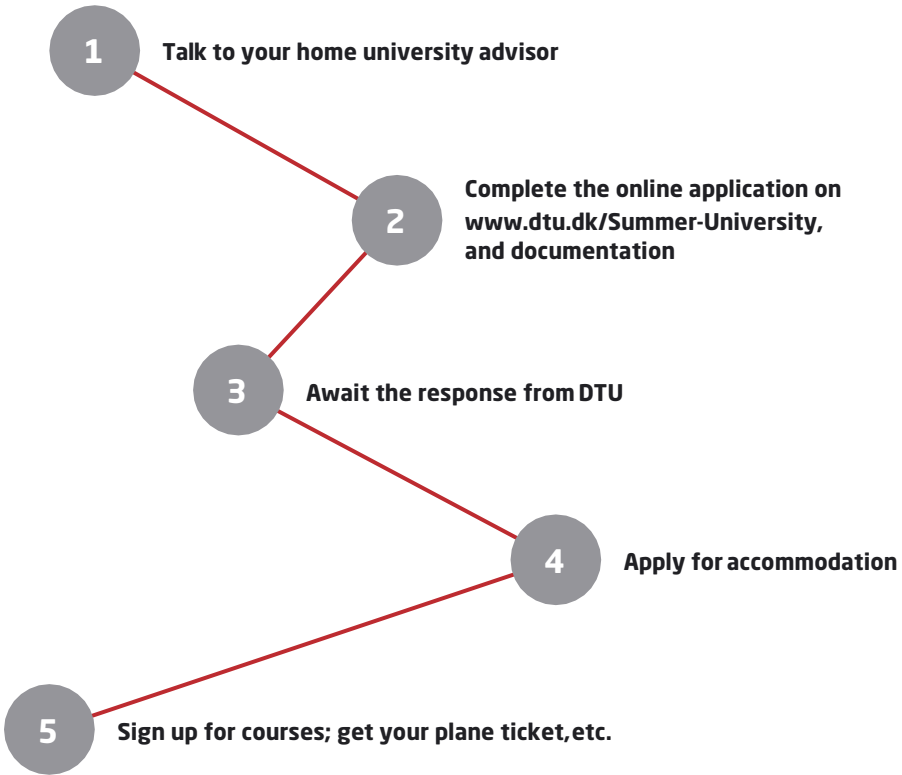 1
Talk to your home university advisor
2
Complete the online application on
www.dtu.dk/Summer-University,
and documentation
3
Await the response from DTU
4
Apply for accommodation
5
Sign up for courses; get your plane ticket,etc.